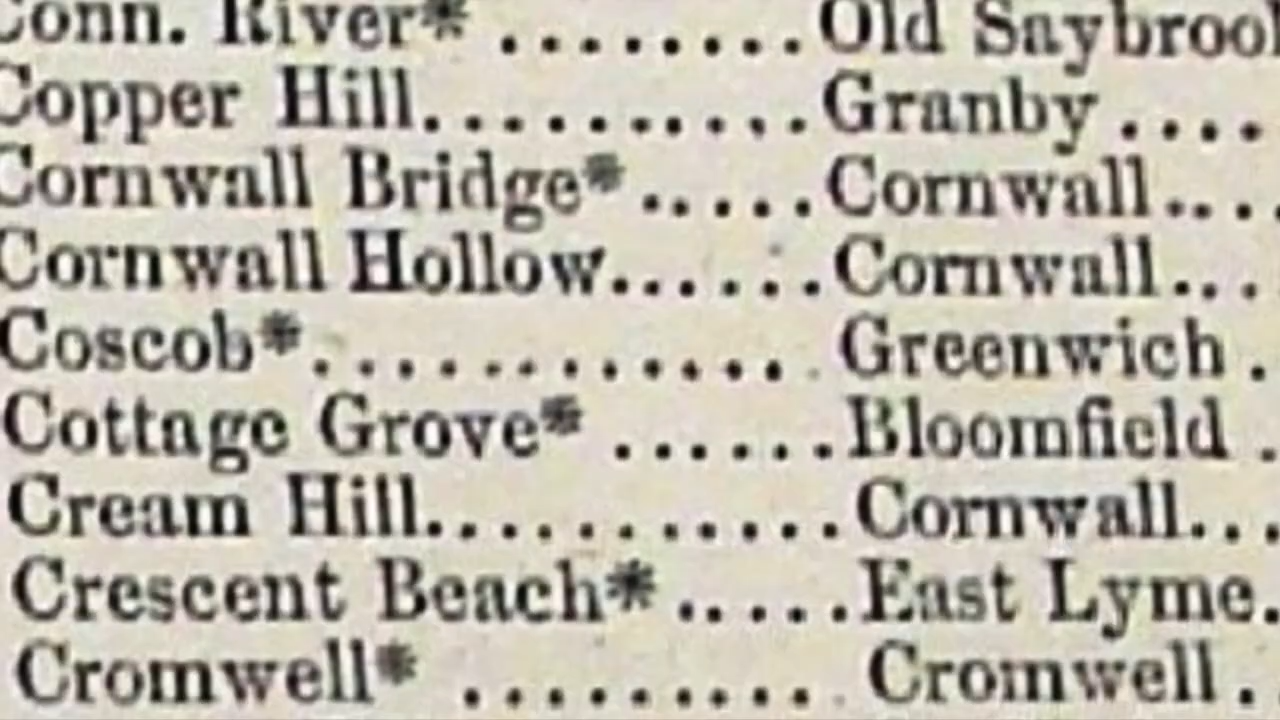 Conn. River* ........Old Saybrook
Copper Hill..........Granby ....
Cornwall Bridge* .....Cornwall....
Cornwall Hollow......Cornwall...
Coscob*............ Greenwich .
Cottage Grove* ......Bloomfield .
Cream Hill...........Cornwall...
Crescent Beach* .....East Lyme.
Cromwell* ......... Cromwell .